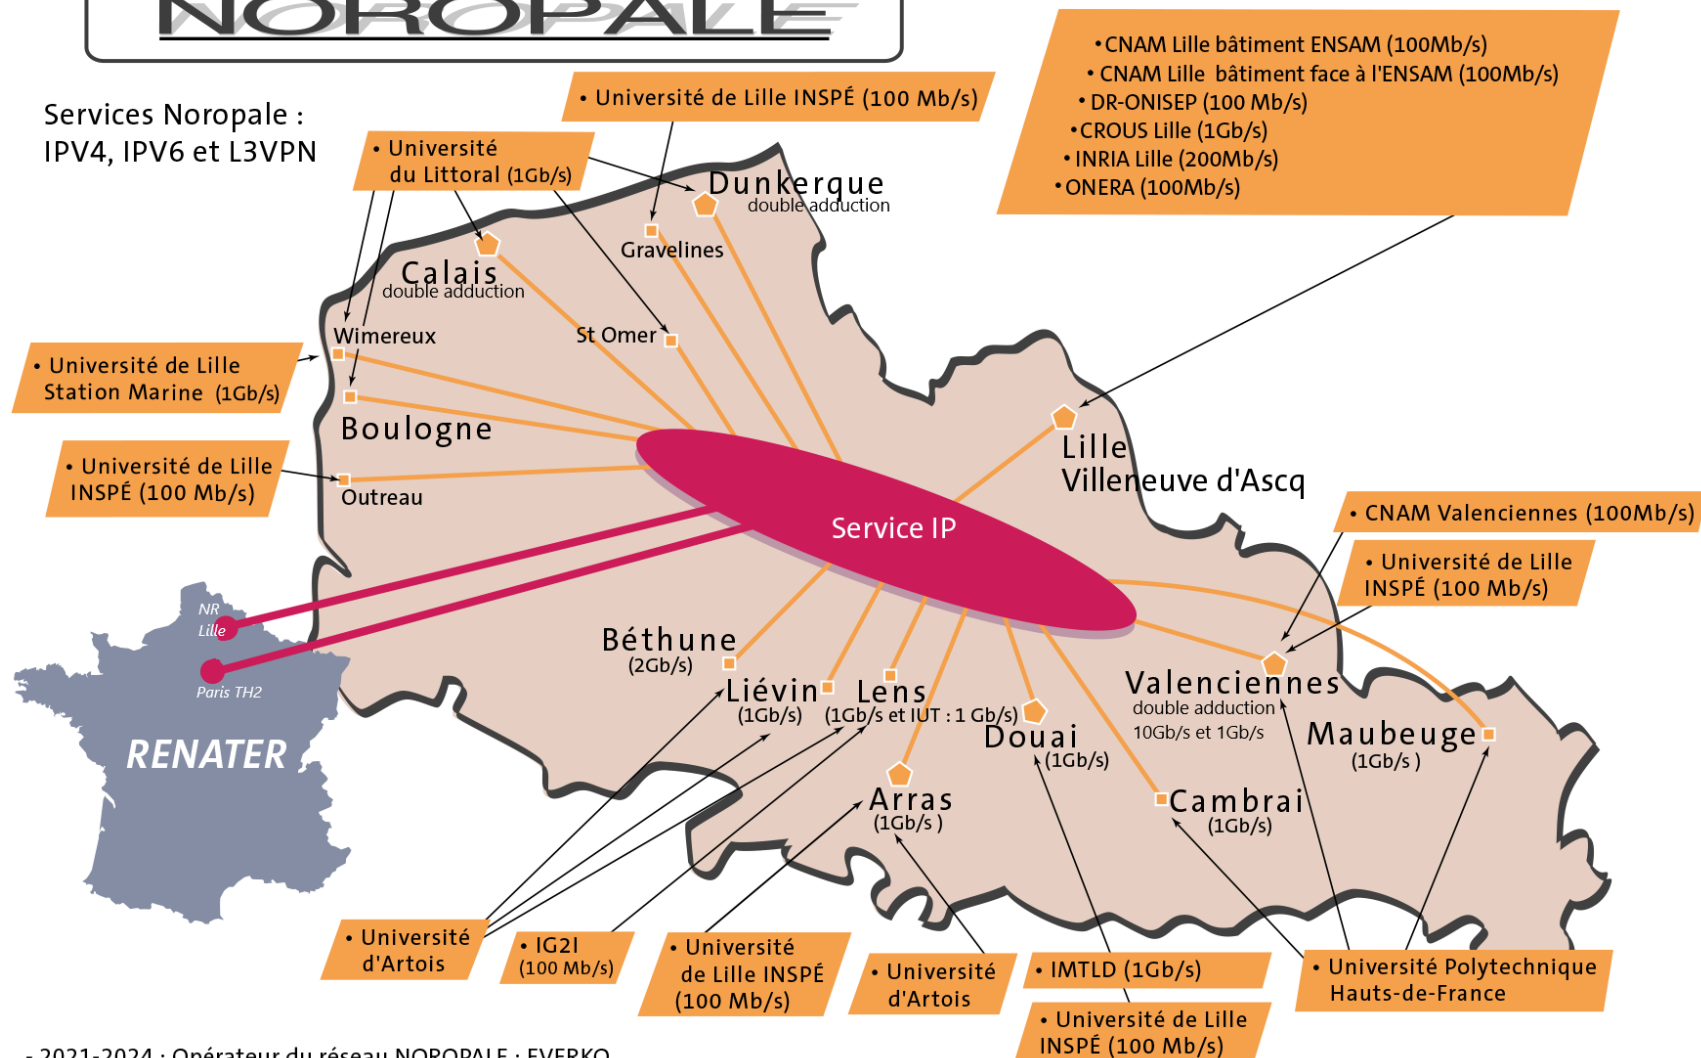 NOROPALE
Services Noropale :
IPV4, IPV6 et L3VPN
• Université de Lille INSPÉ (100 Mb/s)
•CNAM Lille bâtiment ENSAM (100Mb/s)
• CNAM Lille bâtiment face à l'ENSAM (100Mb/s)
• DR-ONISEP (100 Mb/s)
•CROUS Lille (1Gb/s)
• INRIA Lille (200Mb/s)
•ONERA (100Mb/s)
• Université
du Littoral (1Gb/s)
Dunkerque
double adduction
Gravelines
Calais
double adduction
St Omer
Wimereux
• Université de Lille
Station Marine (1Gb/s)
Boulogne
• Université de Lille
INSPÉ (100 Mb/s)
Outreau
Lille
Villeneuve d'Ascq
Service IP
• CNAM Valenciennes (100Mb/s)
• Université de Lille
INSPÉ (100 Mb/s)
NR
Lille
Paris TH2
RENATER
Béthune
(2Gb/s)
Liévin
(1Gb/s)
Lens
(1Gb/s et IUT : 1 Gb/s)
Douai
(1Gb/s)
Valenciennes
double adduction
10Gb/s et 1Gb/s
Maubeuge
(1Gb/s )
Arras
(1Gb/s )
Cambrai
(1Gb/s)
• Université
d'Artois
• IG2I
(100 Mb/s)
• Université
de Lille INSPÉ
(100 Mb/s)
• Université
d'Artois
• IMTLD (1Gb/s)
• Université de Lille
INSPÉ (100 Mb/s)
• Université Polytechnique
Hauts-de-France
- 2021-2024 : Opérateur du réseau NOROPALE : EVERKO